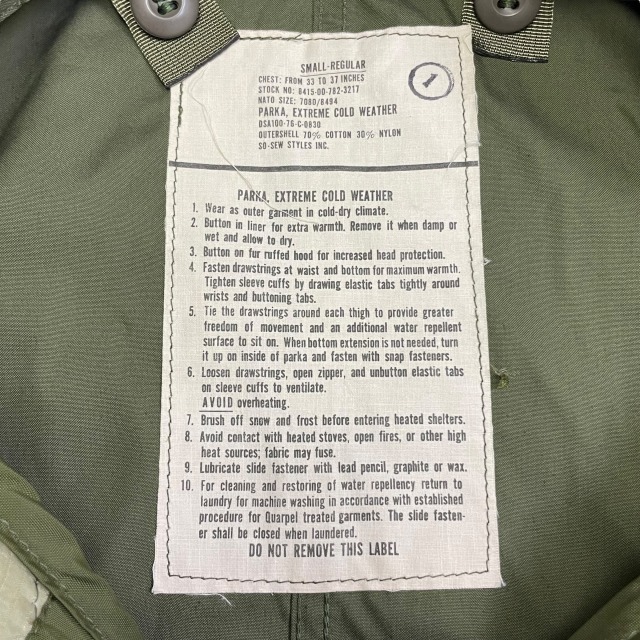 SMALL-REGULAR
CHEST: FROM 33 TO 37 INCHES
STOCK NO: 8415-00-782-3217
NATO SIZE: 7080/8494
PARKA, EXTREME COLD WEATHER
DSA100-76-C-0830
OUTERSHELL 70% COTTON 30% NYLON
SO-SEW STYLES INC.
1
PARKA, EXTREME COLD WEATHER
1. Wear as outer garment in cold-dry climate.
2. Button in liner for extra warmth. Remove it when damp or
wet and allow to dry.
3. Button on fur ruffed hood for increased head protection.
4. Fasten drawstrings at waist and bottom for maximum warmth.
Tighten sleeve cuffs by drawing elastic tabs tightly around
wrists and buttoning tabs.
5. Tie the drawstrings around each thigh to provide greater
freedom of movement and an additional water repellent
surface to sit on. When bottom extension is not needed, turn
it up on inside of parka and fasten with snap fasteners.
6. Loosen drawstrings, open zipper, and unbutton elastic tabs
on sleeve cuffs to ventilate.
AVOID overheating.
7. Brush off snow and frost before entering heated shelters.
8. Avoid contact with heated stoves, open fires, or other high
heat sources; fabric may fuse.
9. Lubricate slide fastener with lead pencil, graphite or wax.
10. For cleaning and restoring of water repellency return to
laundry for machine washing in accordance with established
procedure for Quarpel treated garments. The slide fasten-
er shall be closed when laundered.
DO NOT REMOVE THIS LABEL